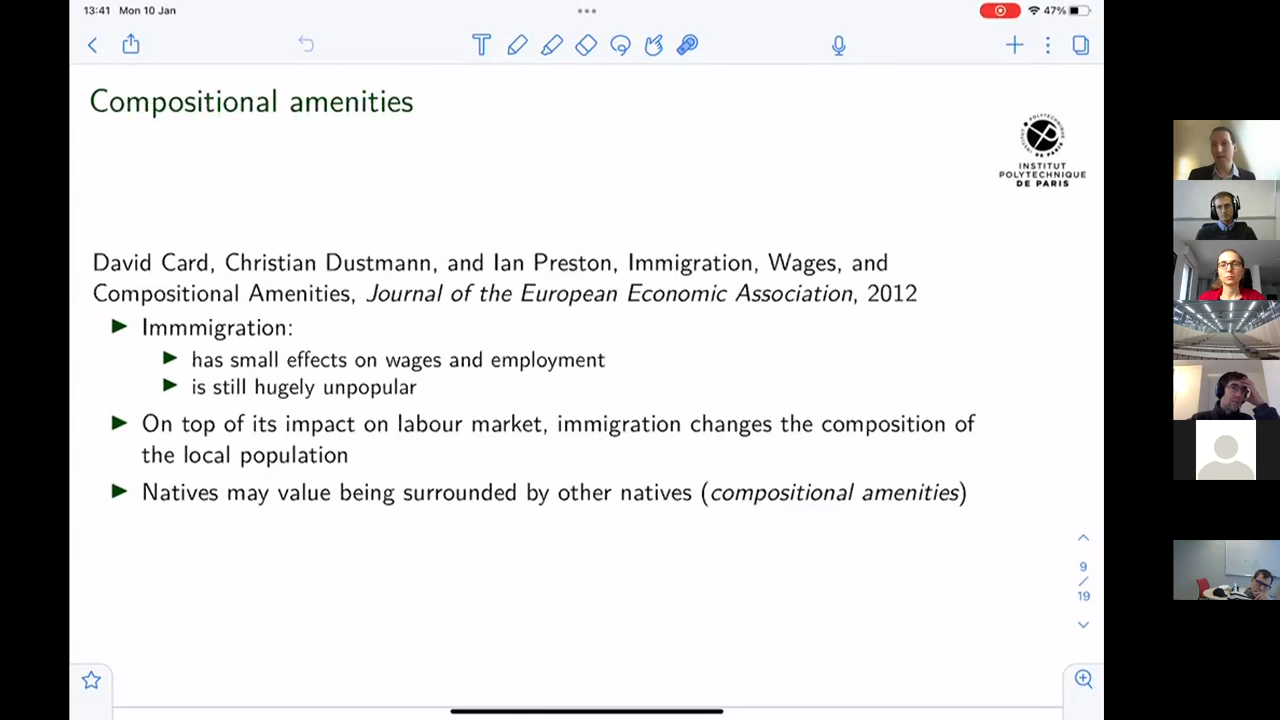 13:41 Mon 10 Jan
47%
Compositional amenities
INSTITUT
POLYTECHNIQUE
DE PARIS
David Card, Christian Dustmann, and Ian Preston, Immigration, Wages, and
Compositional Amenities, Journal of the European Economic Association, 2012
Immmigration:
has small effects on wages and employment
is still hugely unpopular
On top of its impact on labour market, immigration changes the composition of
the local population
Natives may value being surrounded by other natives (compositional amenities)
9
/
19